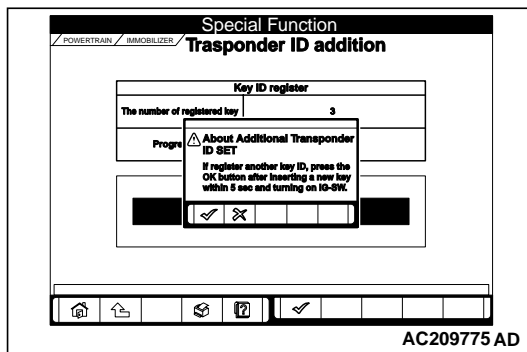 Special Function
POWERTRAIN IMMOBILIZER
Trasponder ID addition
Key ID register
The number of registered key 3
Progre
About Additional Transponder
ID SET
If register another key ID, press the
OK button after inserting a new key
within 5 sec and turning on IG-SW.
AC209775 AD